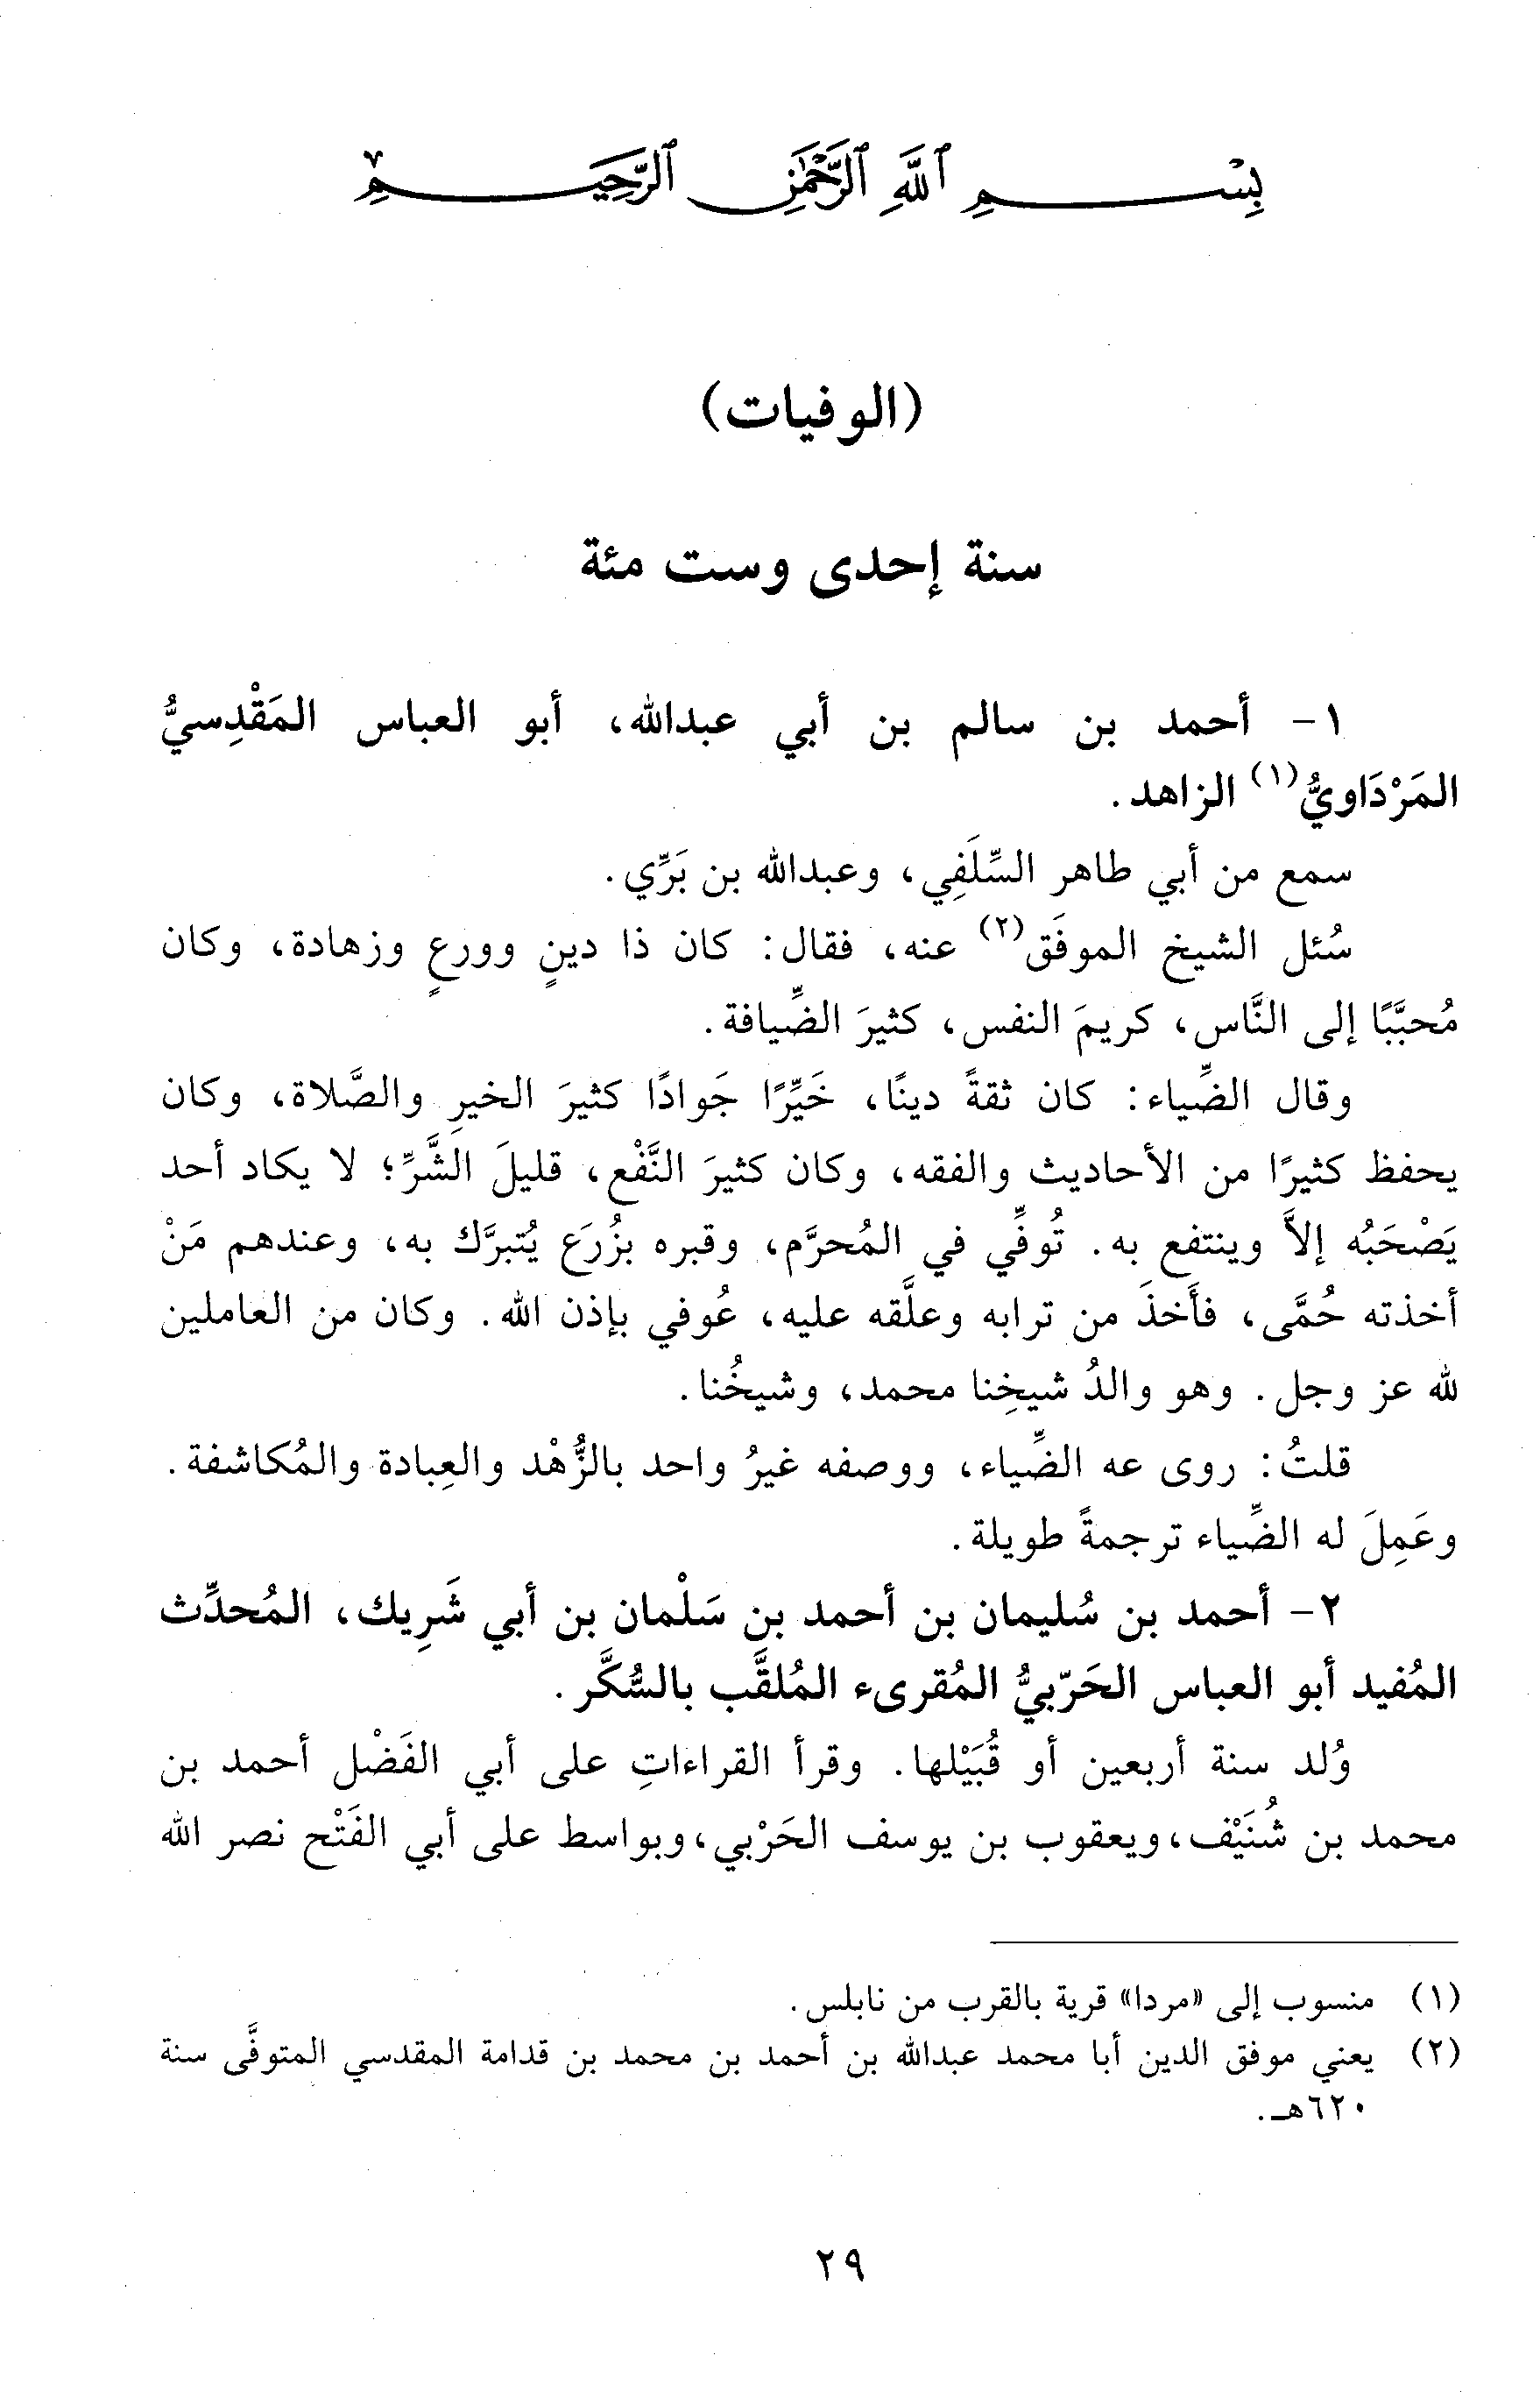 بِسْمِ ٱللَّهِ ٱلرَّحْمَٰنِ ٱلرَّحِيمِ
(الوفيات)
سنة إحدى وست مئة
١- أحمد بن سالم بن أبي عبدالله، أبو العباس المَقْدِسيُّ
المَرْدَاويُّ(١) الزاهد.
سمع من أبي طاهر السِّلَفِي، وعبدالله بن بَرِّي.
سُئل الشيخ الموفَق(٢) عنه، فقال: كان ذا دينٍ وورعٍ وزهادة، وكان
مُحبَّبًا إلى النَّاس، كريمَ النفس، كثيرَ الضِّيافة.
وقال الضِّياء: كان ثقةً دينًا، خَيِّرًا جَوادًا كثيرَ الخيرِ والصَّلاة، وكان
يحفظ كثيرًا من الأحاديث والفقه، وكان كثيرَ النَّفْع، قليلَ الشَّرِّ؛ لا يكاد أحد
يَصْحَبُه إلاَّ وينتفع به. تُوفِّي في المُحرَّم، وقبره بزُرَع يُتبرَّك به، وعندهم مَنْ
أخذته حُمَّى، فأَخذَ من ترابه وعلَّقه عليه، عُوفي بإذن الله. وكان من العاملين
لله عز وجل. وهو والدُ شيخِنا محمد، وشيخُنا.
قلتُ: روى عه الضِّياء، ووصفه غيرُ واحد بالزُّهْد والعِبادة والمُكاشفة.
وعَمِلَ له الضِّياء ترجمةً طويلة.
٢- أحمد بن سُليمان بن أحمد بن سَلْمان بن أبي شَرِيك، المُحدِّث
المُفيد أبو العباس الحَرّبيُّ المُقرىء المُلقَّب بالسُّكَّر.
وُلد سنة أربعين أو قُبَيْلها. وقرأ القراءاتِ على أبي الفَضْل أحمد بن
محمد بن شُنَيْف، ويعقوب بن يوسف الحَرْبي، وبواسط على أبي الفَتْح نصر الله
(١) منسوب إلى «مردا» قرية بالقرب من نابلس.
(٢) يعني موفق الدين أبا محمد عبدالله بن أحمد بن محمد بن قدامة المقدسي المتوفَّى سنة
٦٢٠هـ.
٢٩